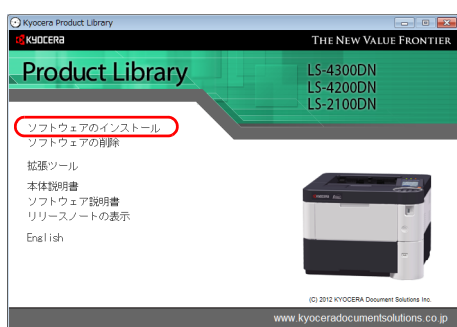 Kyocera Product Library
KYOCERA
THE NEW VALUE FRONTIER
Product Library
LS-4300DN
LS-4200DN
LS-2100DN
ソフトウェアのインストール
ソフトウェアの削除
拡張ツール
本体説明書
ソフトウェア説明書
リリースノートの表示
English
(C) 2012 KYOCERA Document Solutions Inc.
www.kyoceradocumentsolutions.co.jp